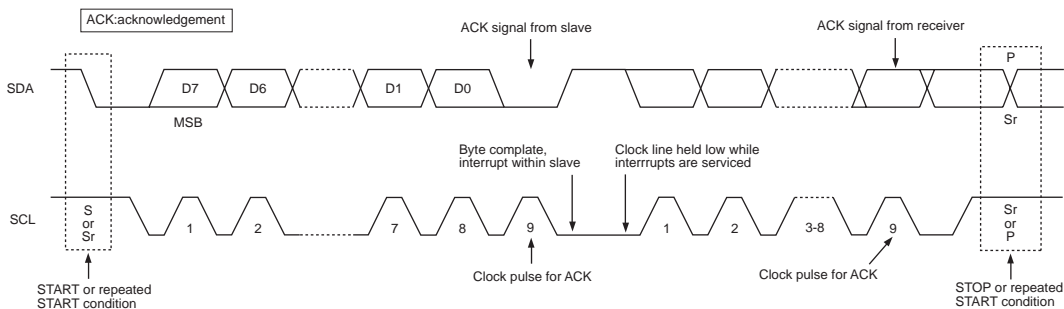 ACK:acknowledgement
ACK signal from slave
ACK signal from receiver
P
SDA
D7
D6
D1
D0
MSB
Sr
Byte complate,
interrupt within slave
Clock line held low while
interrrupts are serviced
SCL
S
or
Sr
1
2
7
8
9
1
2
3-8
9
Sr
or
P
Clock pulse for ACK
Clock pulse for ACK
START or repeated
START condition
STOP or repeated
START condition